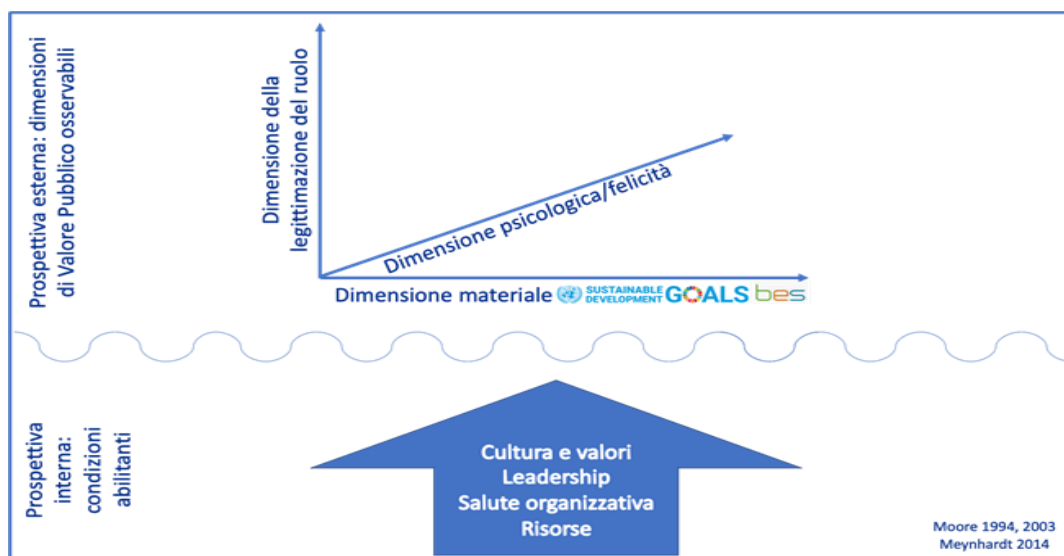 Prospettiva esterna: dimensioni
di Valore Pubblico osservabili
Dimensione della
legittimazione del ruolo
Dimensione psicologica/felicità
Dimensione materiale
SUSTAINABLE
DEVELOPMENT
GOALS
bes
Prospettiva
interna:
condizioni
abilitanti
Cultura e valori
Leadership
Salute organizzativa
Risorse
Moore 1994, 2003
Meynhardt 2014